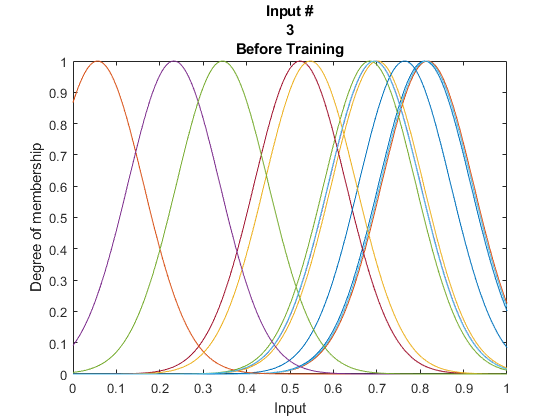 Input #
3
Before Training
1
0.9
0.8
0.7
0.6
0.5
0.4
0.3
0.2
0.1
0
Degree of membership
0 0.1 0.2 0.3 0.4 0.5 0.6 0.7 0.8 0.9 1
Input